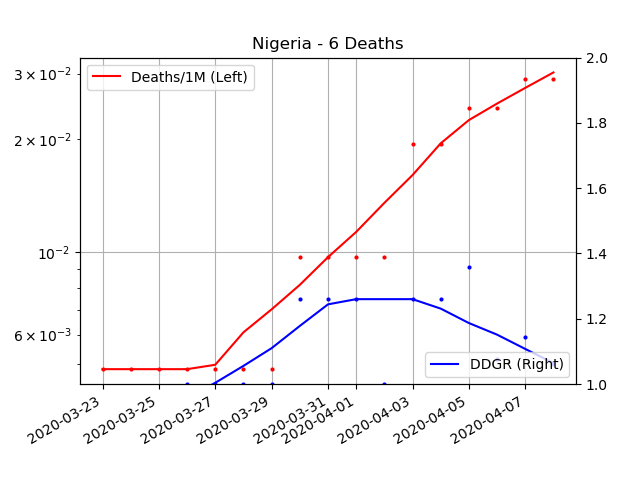 Nigeria - 6 Deaths
Deaths/1M (Left)
3 × 10⁻²
2 × 10⁻²
10⁻²
6 × 10⁻³
2.0
1.8
1.6
1.4
1.2
1.0
DDGR (Right)
2020-03-23
2020-03-25
2020-03-27
2020-03-29
2020-03-31
2020-04-01
2020-04-03
2020-04-05
2020-04-07